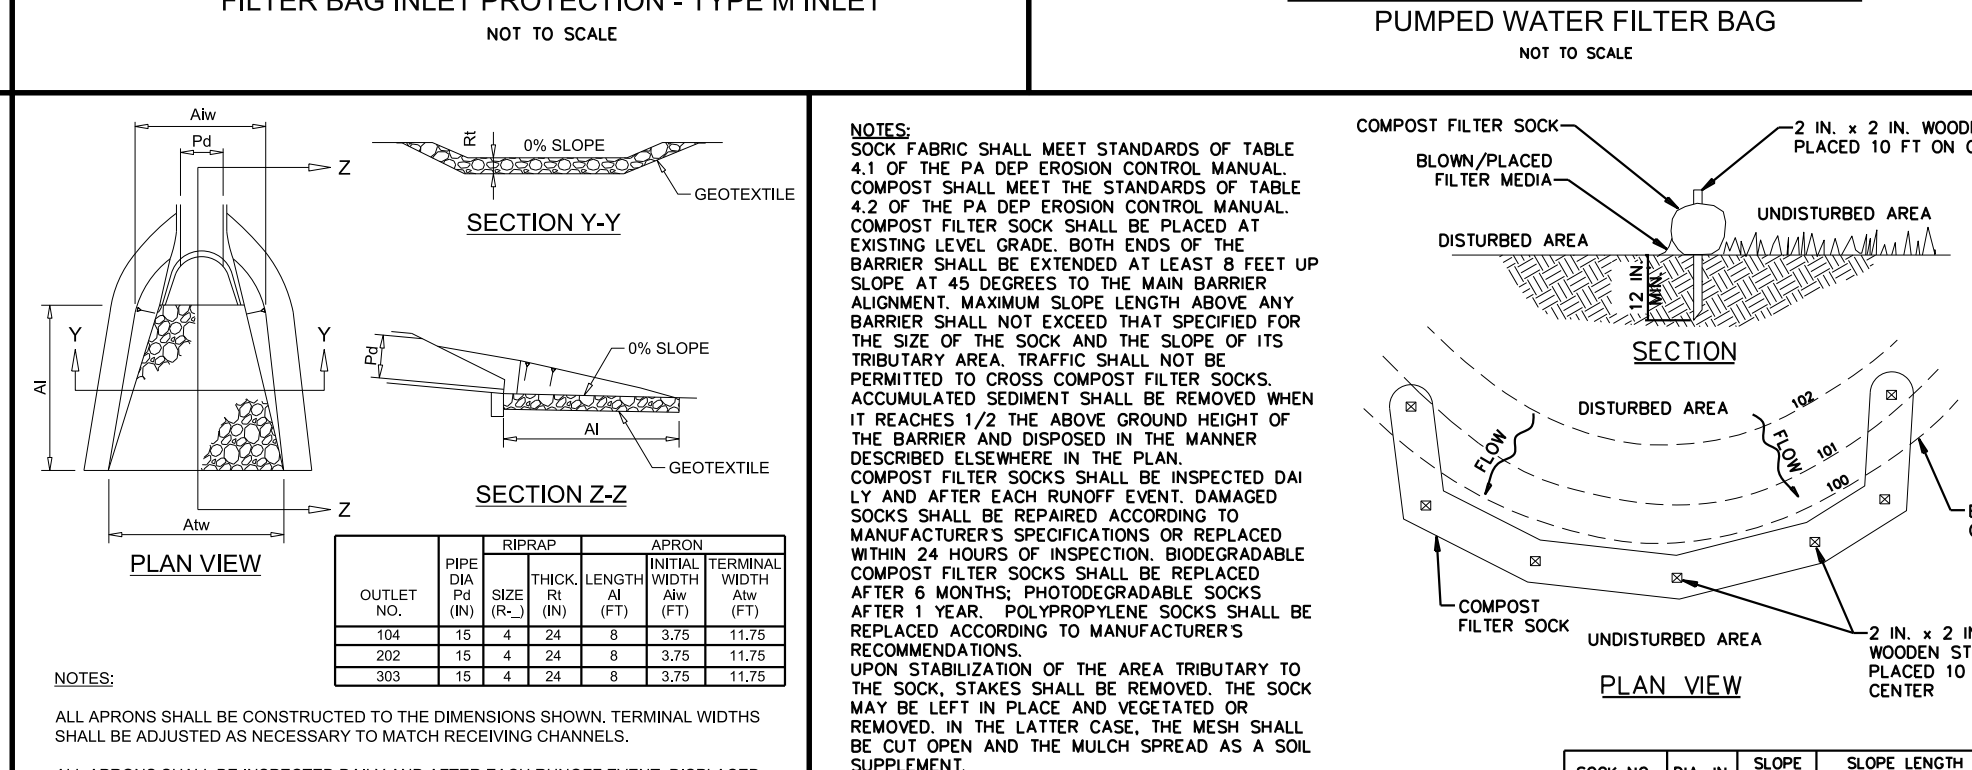 FILTER BAG INLET PROTECTION - TYPE M INLET
NOT TO SCALE
PUMPED WATER FILTER BAG
NOT TO SCALE
Aiw
Pd
Z
Y
Y
Al
Z
Atw
PLAN VIEW
Rt
0% SLOPE
GEOTEXTILE
SECTION Y-Y
Pd
0% SLOPE
Al
GEOTEXTILE
SECTION Z-Z
OUTLET NO. PIPE DIA Pd (IN) RIPRAP SIZE (R-_) THICK. Rt (IN) APRON LENGTH Al (FT) INITIAL WIDTH Aiw (FT) TERMINAL WIDTH Atw (FT)
104 15 4 24 8 3.75 11.75
202 15 4 24 8 3.75 11.75
303 15 4 24 8 3.75 11.75
NOTES:
ALL APRONS SHALL BE CONSTRUCTED TO THE DIMENSIONS SHOWN. TERMINAL WIDTHS
SHALL BE ADJUSTED AS NECESSARY TO MATCH RECEIVING CHANNELS.
ALL APRONS SHALL BE INSPECTED DAILY AND AFTER EACH RUNOFF EVENT. DISPLACED
NOTES:
SOCK FABRIC SHALL MEET STANDARDS OF TABLE
4.1 OF THE PA DEP EROSION CONTROL MANUAL.
COMPOST SHALL MEET THE STANDARDS OF TABLE
4.2 OF THE PA DEP EROSION CONTROL MANUAL.
COMPOST FILTER SOCK SHALL BE PLACED AT
EXISTING LEVEL GRADE. BOTH ENDS OF THE
BARRIER SHALL BE EXTENDED AT LEAST 8 FEET UP
SLOPE AT 45 DEGREES TO THE MAIN BARRIER
ALIGNMENT. MAXIMUM SLOPE LENGTH ABOVE ANY
BARRIER SHALL NOT EXCEED THAT SPECIFIED FOR
THE SIZE OF THE SOCK AND THE SLOPE OF ITS
TRIBUTARY AREA. TRAFFIC SHALL NOT BE
PERMITTED TO CROSS COMPOST FILTER SOCKS.
ACCUMULATED SEDIMENT SHALL BE REMOVED WHEN
IT REACHES 1/2 THE ABOVE GROUND HEIGHT OF
THE BARRIER AND DISPOSED IN THE MANNER
DESCRIBED ELSEWHERE IN THE PLAN.
COMPOST FILTER SOCKS SHALL BE INSPECTED DAI
LY AND AFTER EACH RUNOFF EVENT. DAMAGED
SOCKS SHALL BE REPAIRED ACCORDING TO
MANUFACTURER'S SPECIFICATIONS OR REPLACED
WITHIN 24 HOURS OF INSPECTION. BIODEGRADABLE
COMPOST FILTER SOCKS SHALL BE REPLACED
AFTER 6 MONTHS; PHOTODEGRADABLE SOCKS
AFTER 1 YEAR. POLYPROPYLENE SOCKS SHALL BE
REPLACED ACCORDING TO MANUFACTURER'S
RECOMMENDATIONS.
UPON STABILIZATION OF THE AREA TRIBUTARY TO
THE SOCK, STAKES SHALL BE REMOVED. THE SOCK
MAY BE LEFT IN PLACE AND VEGETATED OR
REMOVED. IN THE LATTER CASE, THE MESH SHALL
BE CUT OPEN AND THE MULCH SPREAD AS A SOIL
SUPPLEMENT.
COMPOST FILTER SOCK
2 IN. x 2 IN. WOODE
PLACED 10 FT ON
BLOWN/PLACED
FILTER MEDIA
UNDISTURBED AREA
DISTURBED AREA
12 IN.
MIN.
SECTION
DISTURBED AREA
102
101
100
FLOW
FLOW
COMPOST
FILTER SOCK
UNDISTURBED AREA
2 IN. x 2 IN
WOODEN ST
PLACED 10
CENTER
PLAN VIEW
SOCK NO. DIA. IN. SLOPE SLOPE LENGTH